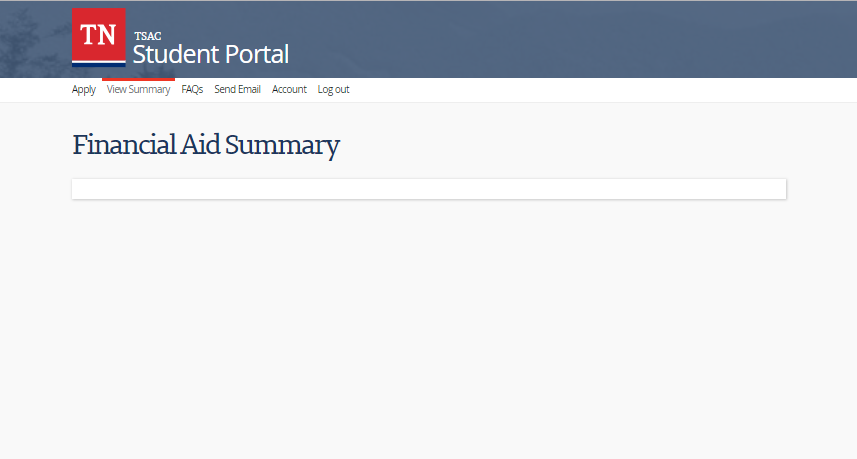 TN
TSAC
Student Portal
Apply View Summary FAQs Send Email Account Log out
Financial Aid Summary